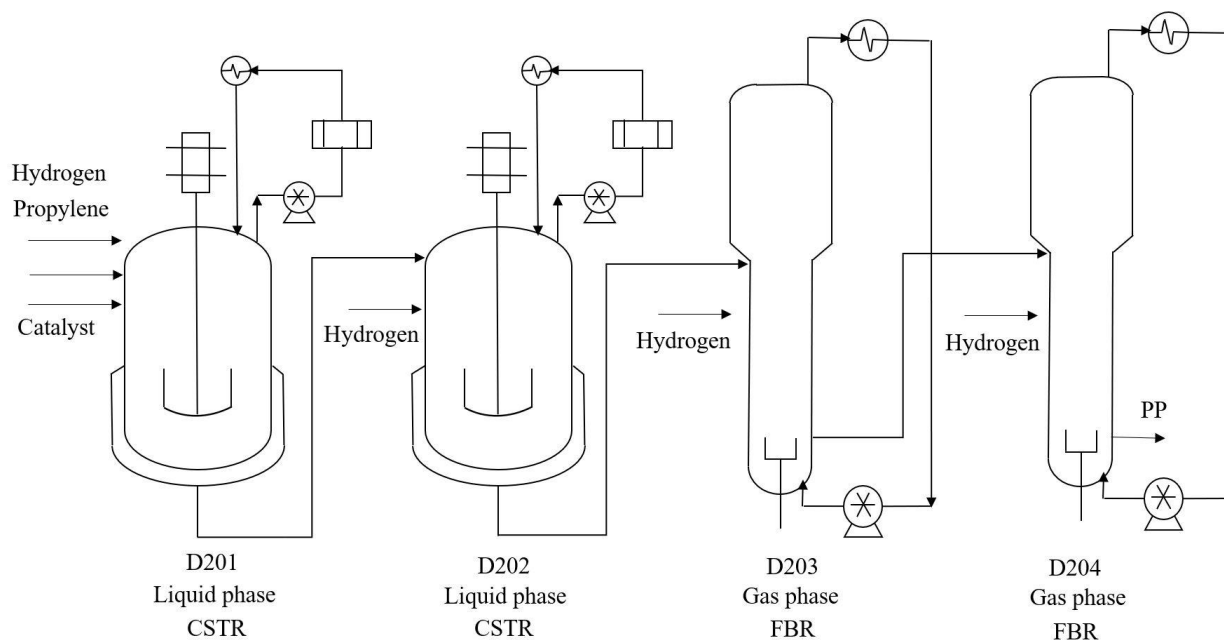 Hydrogen
Propylene
Catalyst
Hydrogen
Hydrogen
Hydrogen
PP
D201
Liquid phase
CSTR
D202
Liquid phase
CSTR
D203
Gas phase
FBR
D204
Gas phase
FBR